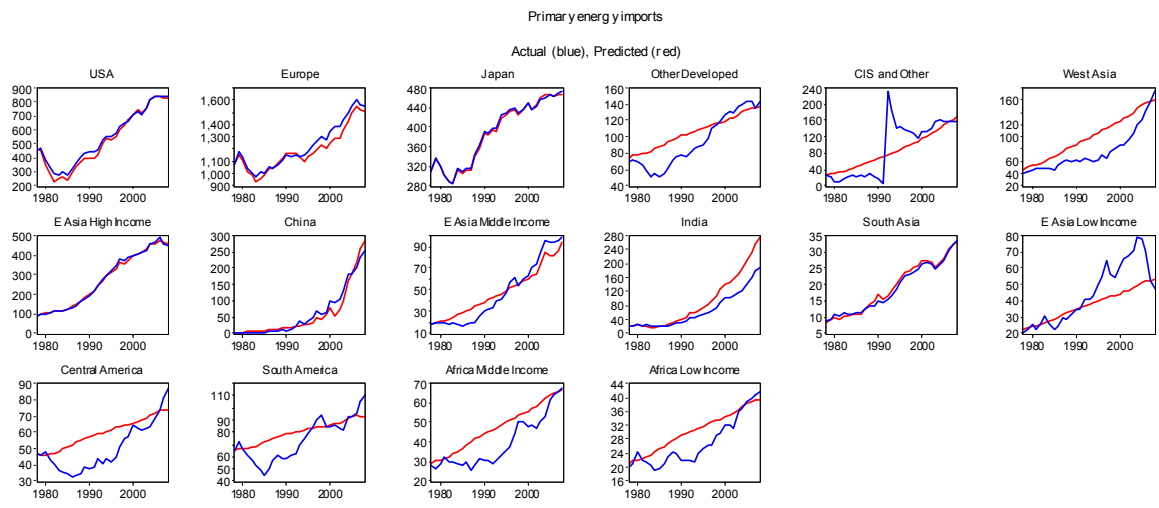 Primary energy imports
Actual (blue), Predicted (red)
USA Europe Japan Other Developed CIS and Other West Asia
900 800 700 600 500 400 300 200
1,600 1,400 1,200 1,100 1,000 900
480 440 400 360 320 280
160 140 120 100 80 60 40
240 200 160 120 80 40 0
160 140 120 100 80 60 40 20
1980 1990 2000 1980 1990 2000 1980 1990 2000 1980 1990 2000 1980 1990 2000 1980 1990 2000
E Asia High Income China E Asia Middle Income India South Asia E Asia Low Income
500 400 300 200 100 0
300 250 200 150 100 50 0
90 80 70 60 50 40 30 20 10
280 240 200 160 120 80 40 0
35 30 25 20 15 10 5
80 70 60 50 40 30 20
1980 1990 2000 1980 1990 2000 1980 1990 2000 1980 1990 2000 1980 1990 2000 1980 1990 2000
Central America South America Africa Middle Income Africa Low Income
90 80 70 60 50 40 30
110 90 80 70 60 50 40
70 60 50 40 30 20
44 40 36 32 28 24 20 16
1980 1990 2000 1980 1990 2000 1980 1990 2000 1980 1990 2000